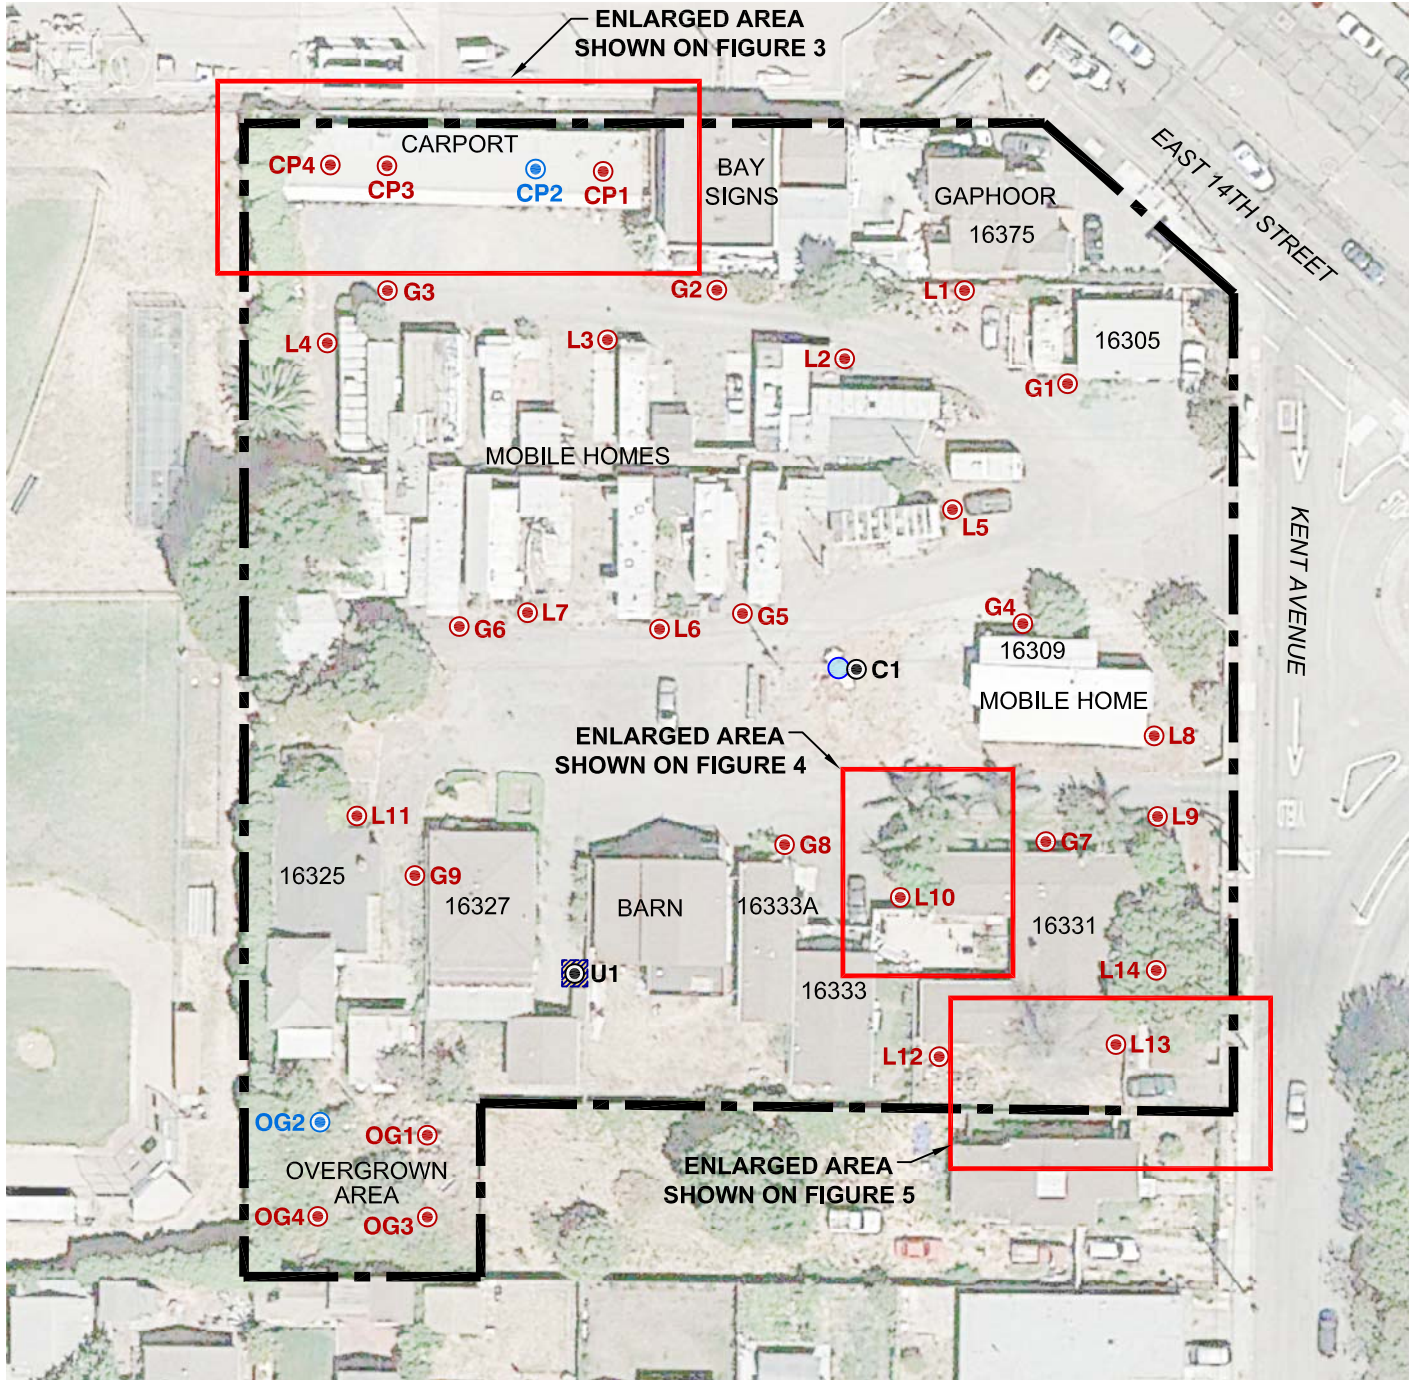 ENLARGED AREA
SHOWN ON FIGURE 3
CARPORT
CP4
CP3
CP2
CP1
BAY
SIGNS
GAPHOOR
16375
EAST 14TH STREET
G3
G2
L1
L4
L3
L2
16305
G1
MOBILE HOMES
L5
KENT AVENUE
G6
L7
L6
G5
G4
16309
C1
MOBILE HOME
L8
ENLARGED AREA
SHOWN ON FIGURE 4
L11
L9
G8
G7
16325
G9
16327
BARN
16333A
L10
16331
U1
16333
L14
L12
L13
OG2
OG1
OVERGROWN
AREA
ENLARGED AREA
SHOWN ON FIGURE 5
OG4
OG3